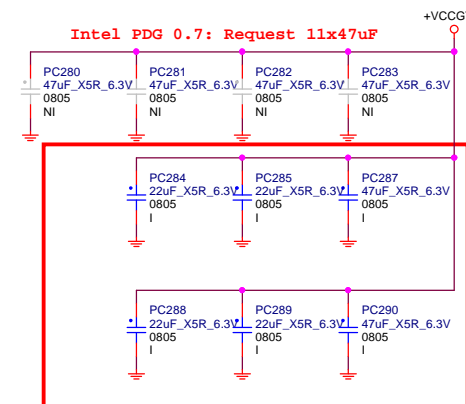 +VCCG
Intel PDG 0.7: Request 11x47uF
PC280
47uF_X5R_6.3V
0805
NI
PC281
47uF_X5R_6.3V
0805
NI
PC282
47uF_X5R_6.3V
0805
NI
PC283
47uF_X5R_6.3V
0805
NI
PC284
22uF_X5R_6.3V
0805
I
PC285
22uF_X5R_6.3V
0805
I
PC287
47uF_X5R_6.3V
0805
I
PC288
22uF_X5R_6.3V
0805
I
PC289
22uF_X5R_6.3V
0805
I
PC290
47uF_X5R_6.3V
0805
I